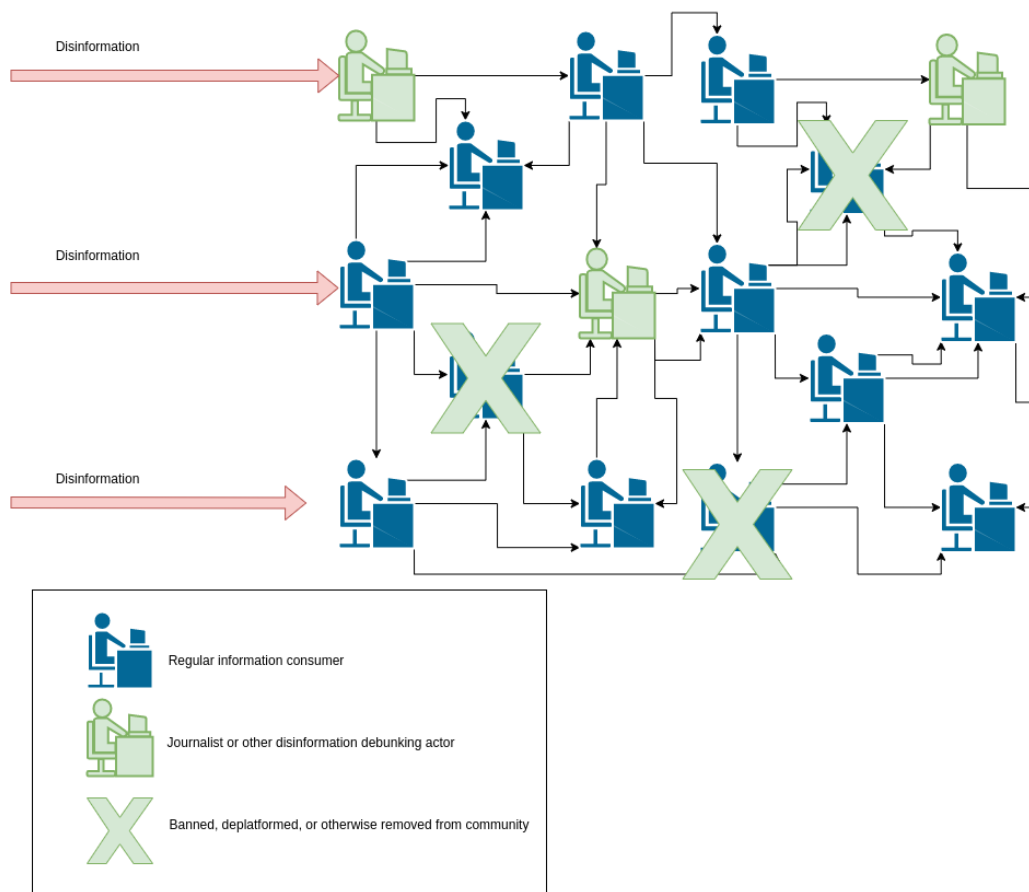 Disinformation
Disinformation
Disinformation
Regular information consumer
Journalist or other disinformation debunking actor
Banned, deplatformed, or otherwise removed from community